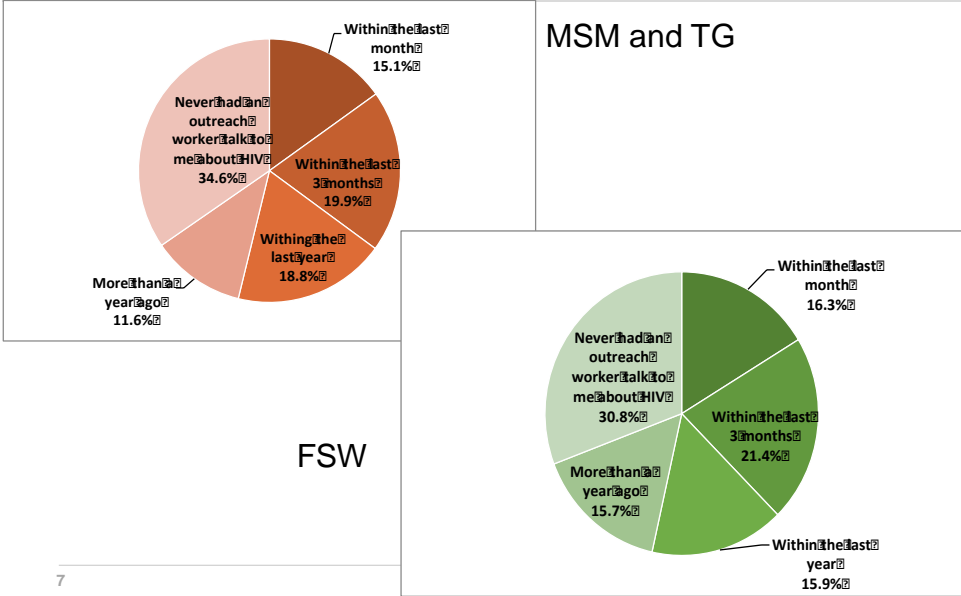 MSM and TG
Within⍰the⍰last⍰
month⍰
15.1%⍰
Never⍰had⍰an⍰
outreach⍰
worker⍰talk⍰to⍰
me⍰about⍰HIV⍰
34.6%⍰
Within⍰the⍰last⍰
3⍰months⍰
19.9%⍰
Withing⍰the⍰
last⍰year⍰
18.8%⍰
More⍰than⍰a⍰
year⍰ago⍰
11.6%⍰
FSW
Within⍰the⍰last⍰
month⍰
16.3%⍰
Never⍰had⍰an⍰
outreach⍰
worker⍰talk⍰to⍰
me⍰about⍰HIV⍰
30.8%⍰
Within⍰the⍰last⍰
3⍰months⍰
21.4%⍰
More⍰than⍰a⍰
year⍰ago⍰
15.7%⍰
Within⍰the⍰last⍰
year⍰
15.9%⍰
7